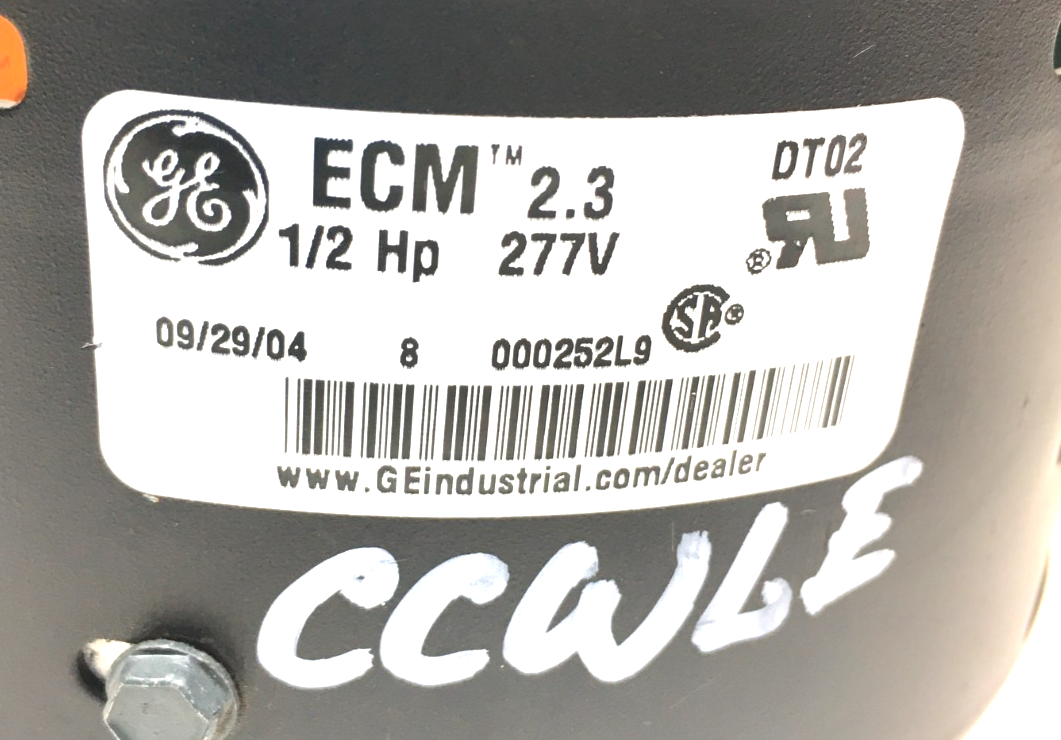 GE ECM™ 2.3 DT02
1/2 Hp 277V
09/29/04 8 000252L9
www.GEindustrial.com/dealer
CCWLE